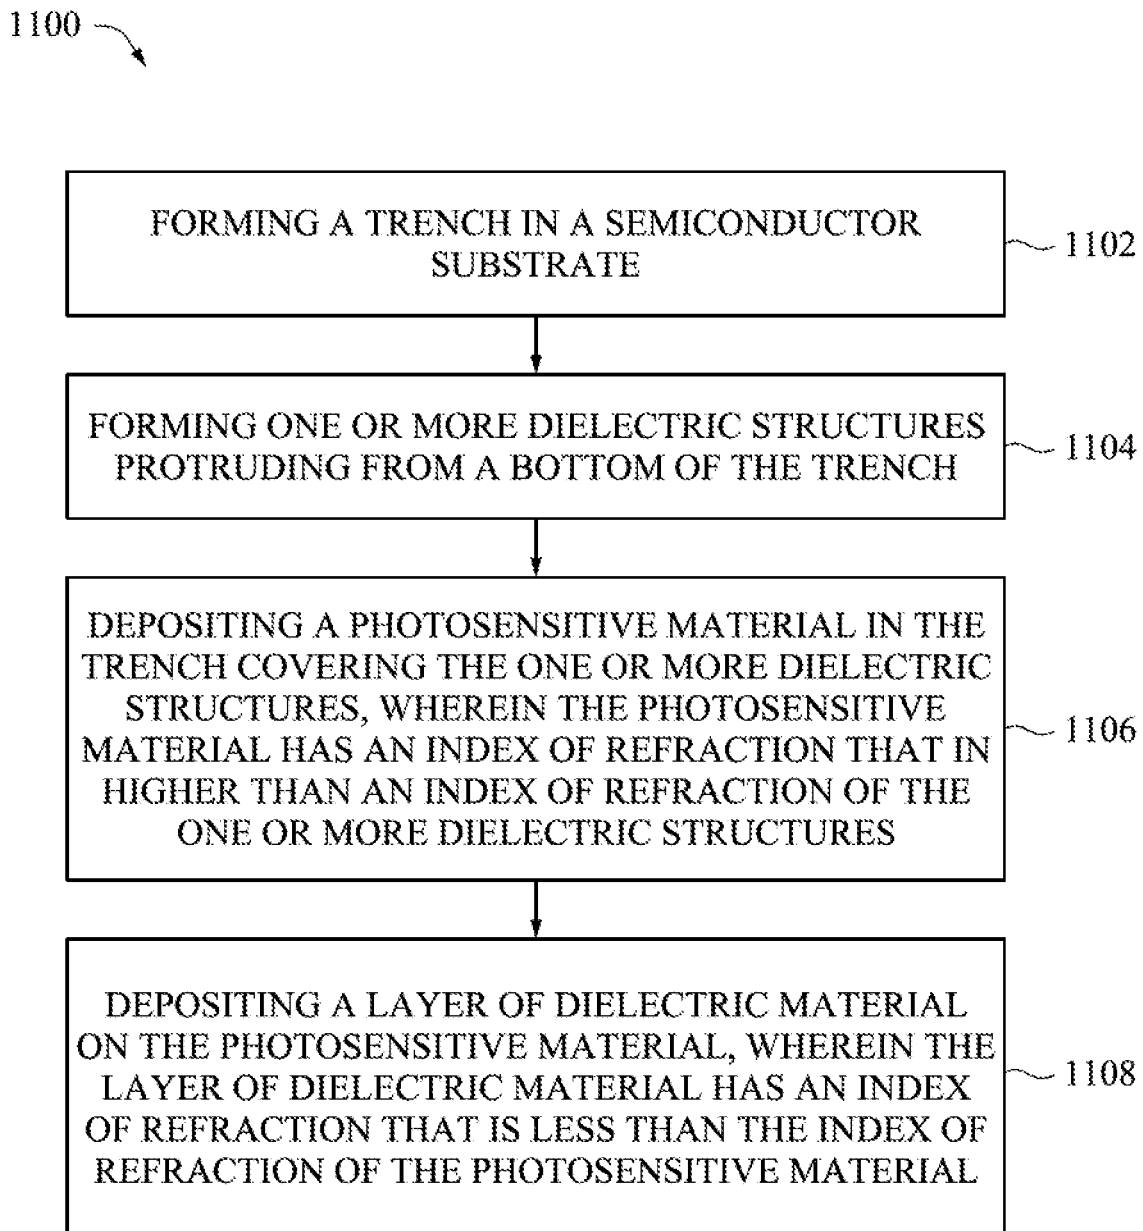 1100
FORMING A TRENCH IN A SEMICONDUCTOR
SUBSTRATE
1102
FORMING ONE OR MORE DIELECTRIC STRUCTURES
PROTRUDING FROM A BOTTOM OF THE TRENCH
1104
DEPOSITING A PHOTOSENSITIVE MATERIAL IN THE
TRENCH COVERING THE ONE OR MORE DIELECTRIC
STRUCTURES, WHEREIN THE PHOTOSENSITIVE
MATERIAL HAS AN INDEX OF REFRACTION THAT IN
HIGHER THAN AN INDEX OF REFRACTION OF THE
ONE OR MORE DIELECTRIC STRUCTURES
1106
DEPOSITING A LAYER OF DIELECTRIC MATERIAL
ON THE PHOTOSENSITIVE MATERIAL, WHEREIN THE
LAYER OF DIELECTRIC MATERIAL HAS AN INDEX
OF REFRACTION THAT IS LESS THAN THE INDEX OF
REFRACTION OF THE PHOTOSENSITIVE MATERIAL
1108